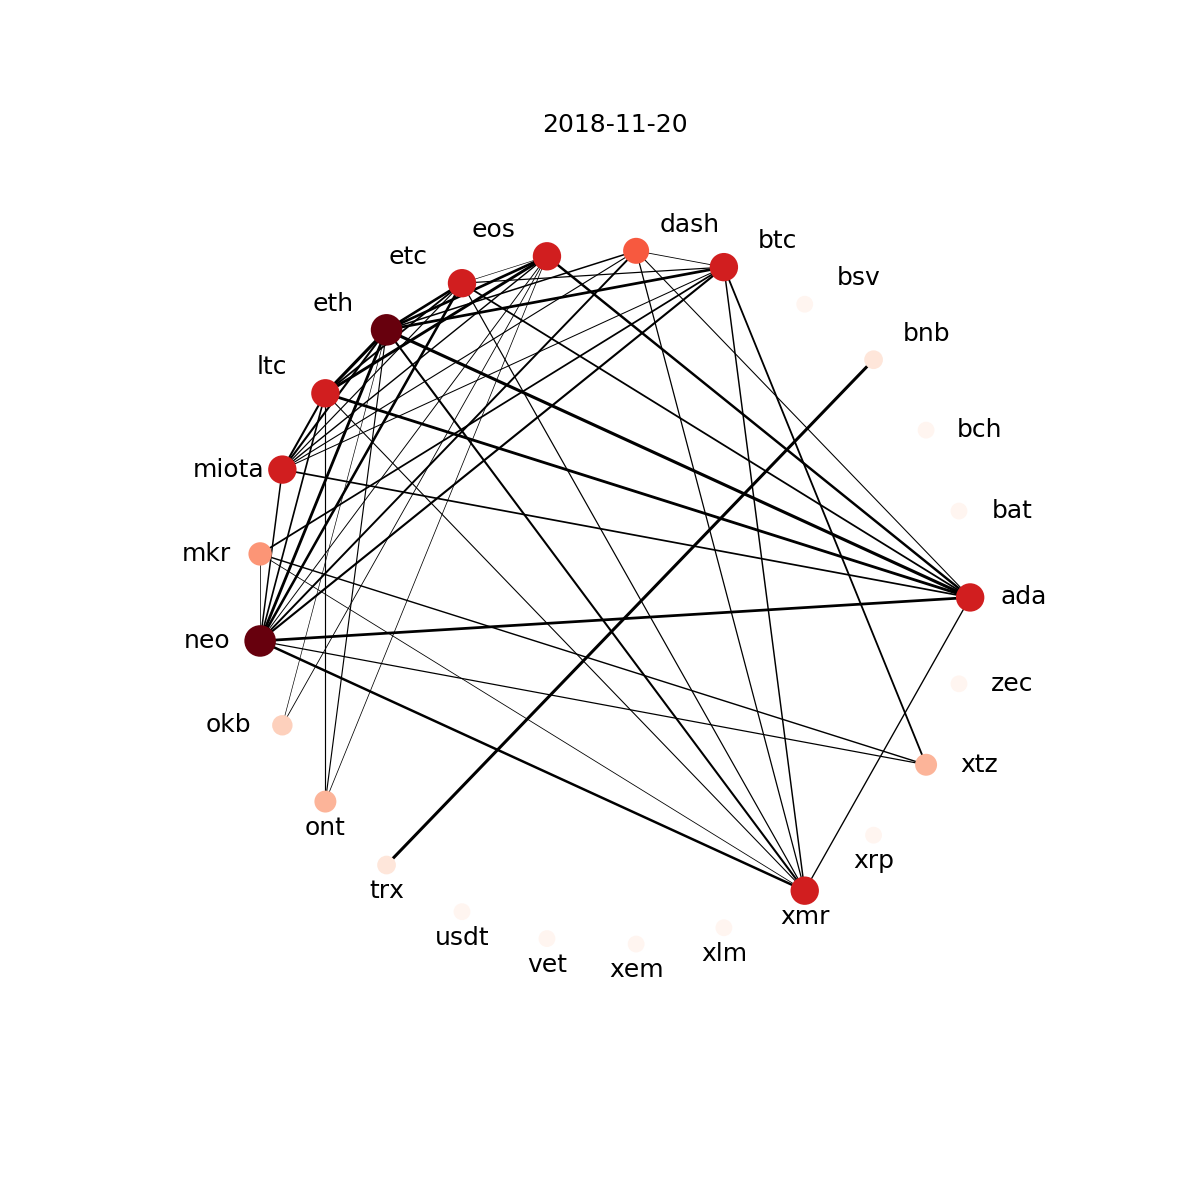 2018-11-20
dash
eos
btc
etc
bsv
eth
bnb
ltc
bch
miota
bat
mkr
ada
neo
zec
okb
xtz
ont
xrp
trx
xmr
usdt
xlm
vet
xem